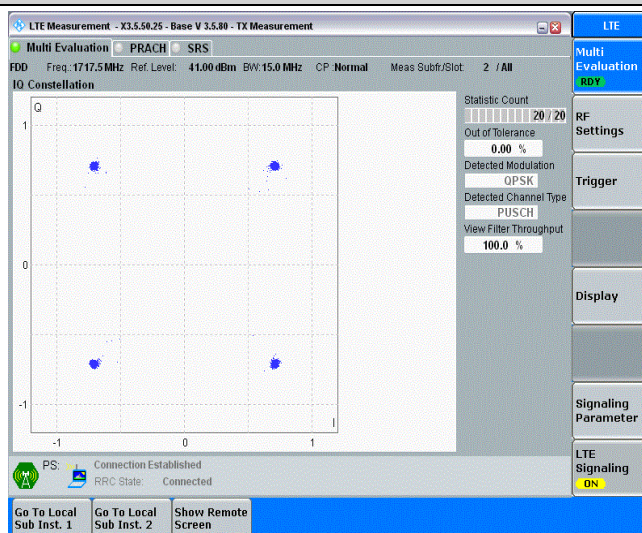 LTE Measurement - X3.5.50.25 - Base V 3.5.80 - TX Measurement
LTE
Multi Evaluation PRACH SRS
Multi
Evaluation
RDY
FDD Freq.:1717.5 MHz Ref. Level: 41.00 dBm BW:15.0 MHz CP :Normal Meas Subfr./Slot: 2 / All
IQ Constellation
Statistic Count
20 / 20
Out of Tolerance
0.00 %
Detected Modulation
QPSK
Detected Channel Type
PUSCH
View Filter Throughput
100.0 %
Q
1
0
-1
I
-1 0 1
RF
Settings
Trigger
Display
Signaling
Parameter
LTE
Signaling
ON
PS: Connection Established
RRC State: Connected
Go To Local
Sub Inst. 1
Go To Local
Sub Inst. 2
Show Remote
Screen